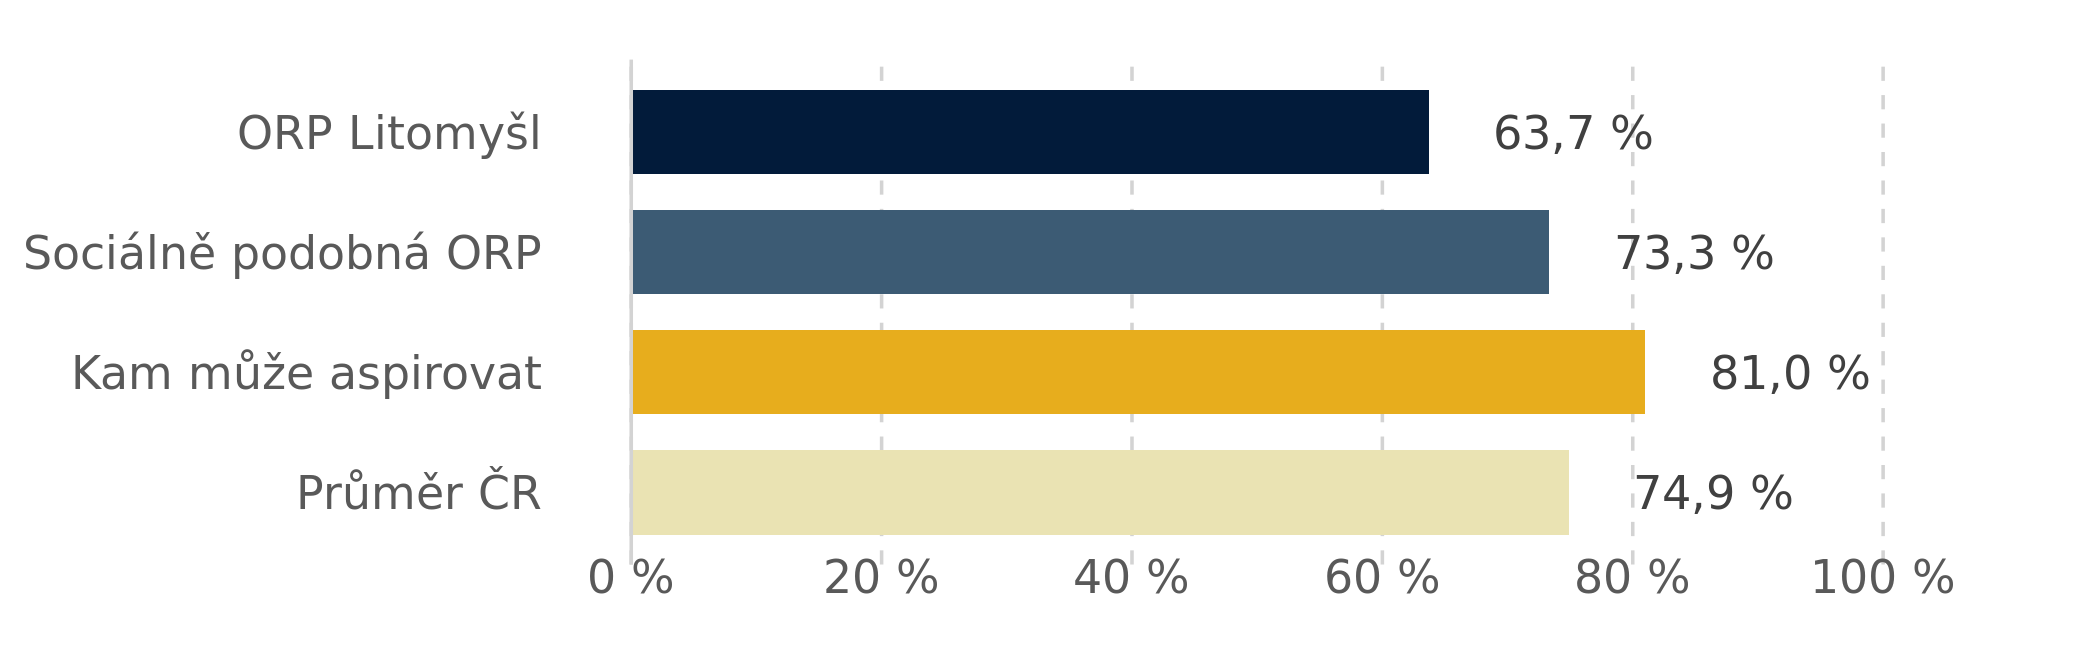 ORP Litomyšl 63,7 %
Sociálně podobná ORP 73,3 %
Kam může aspirovat 81,0 %
Průměr ČR 74,9 %
0 % 20 % 40 % 60 % 80 % 100 %